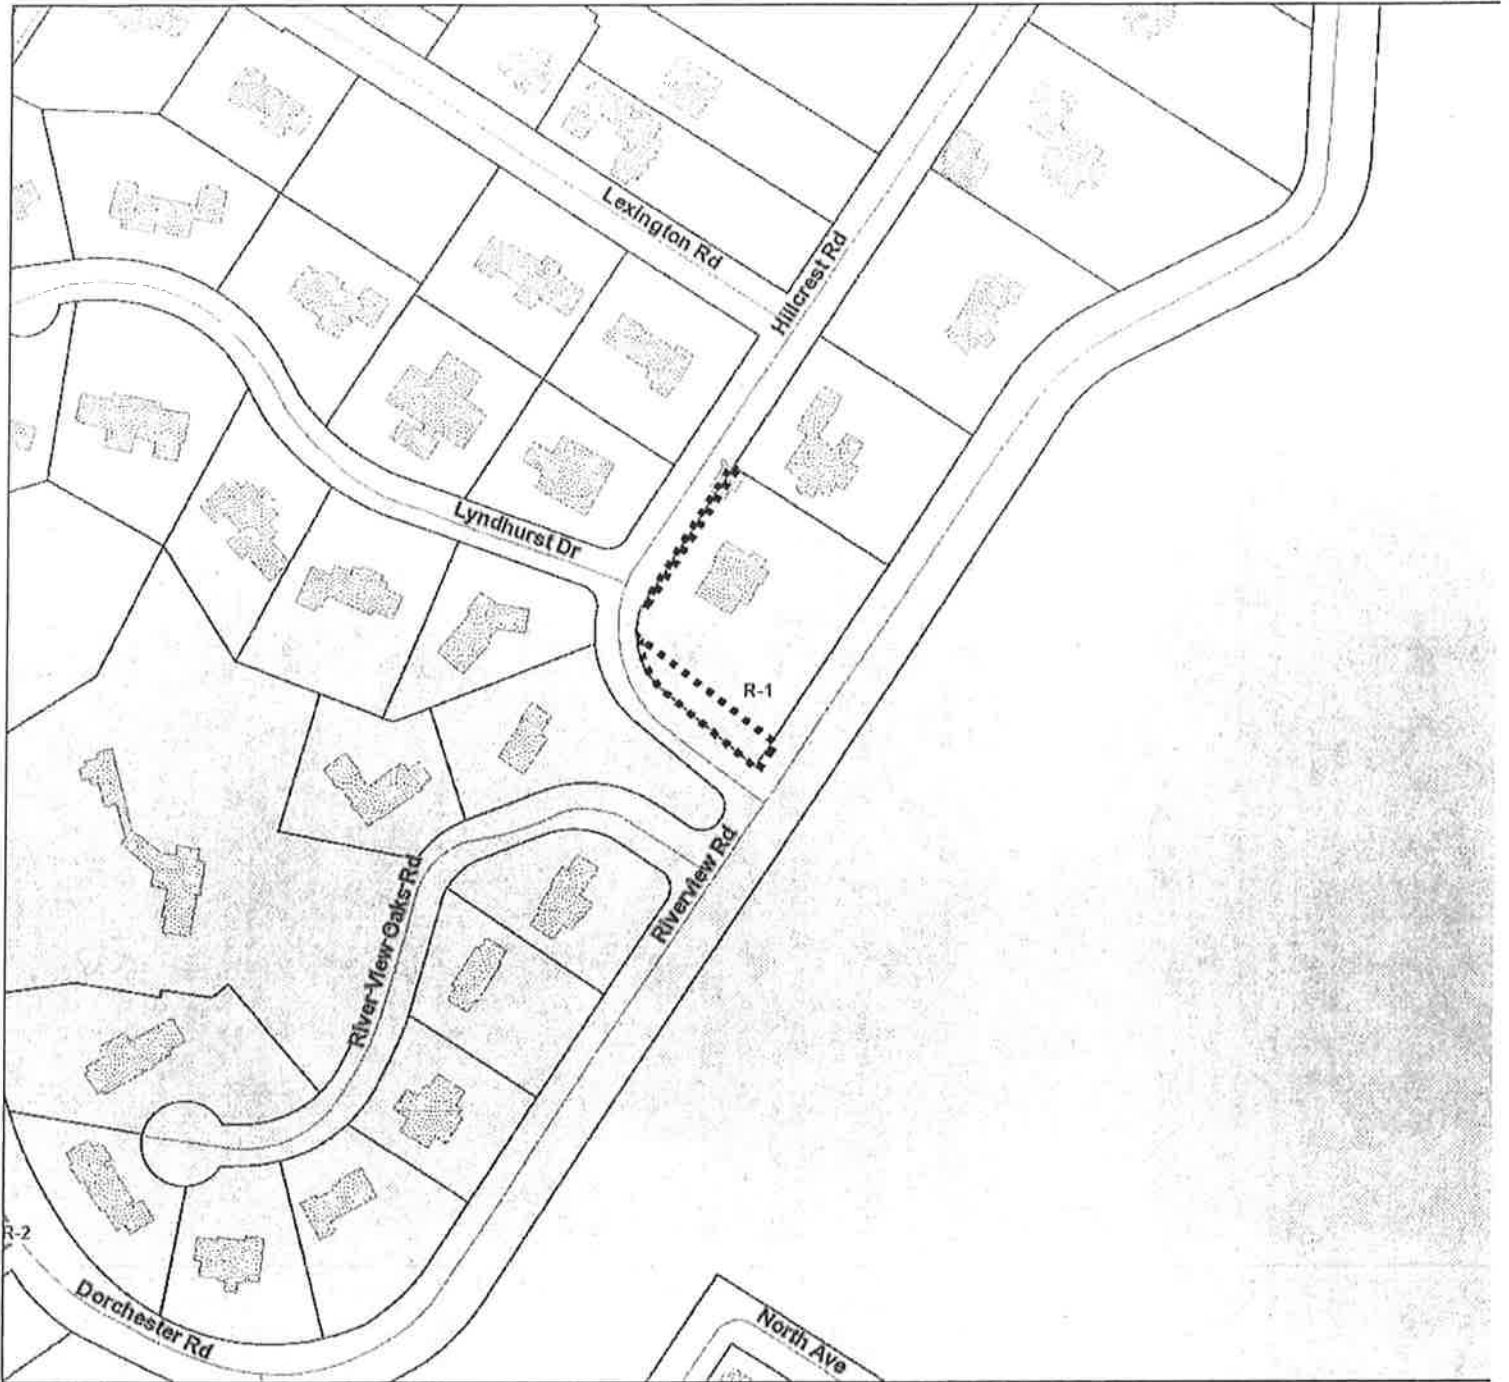 Lexington Rd
Hillcrest Rd
Lyndhurst Dr
R-1
Riverview Rd
River View Oaks Rd
R-2
Dorchester Rd
North Ave